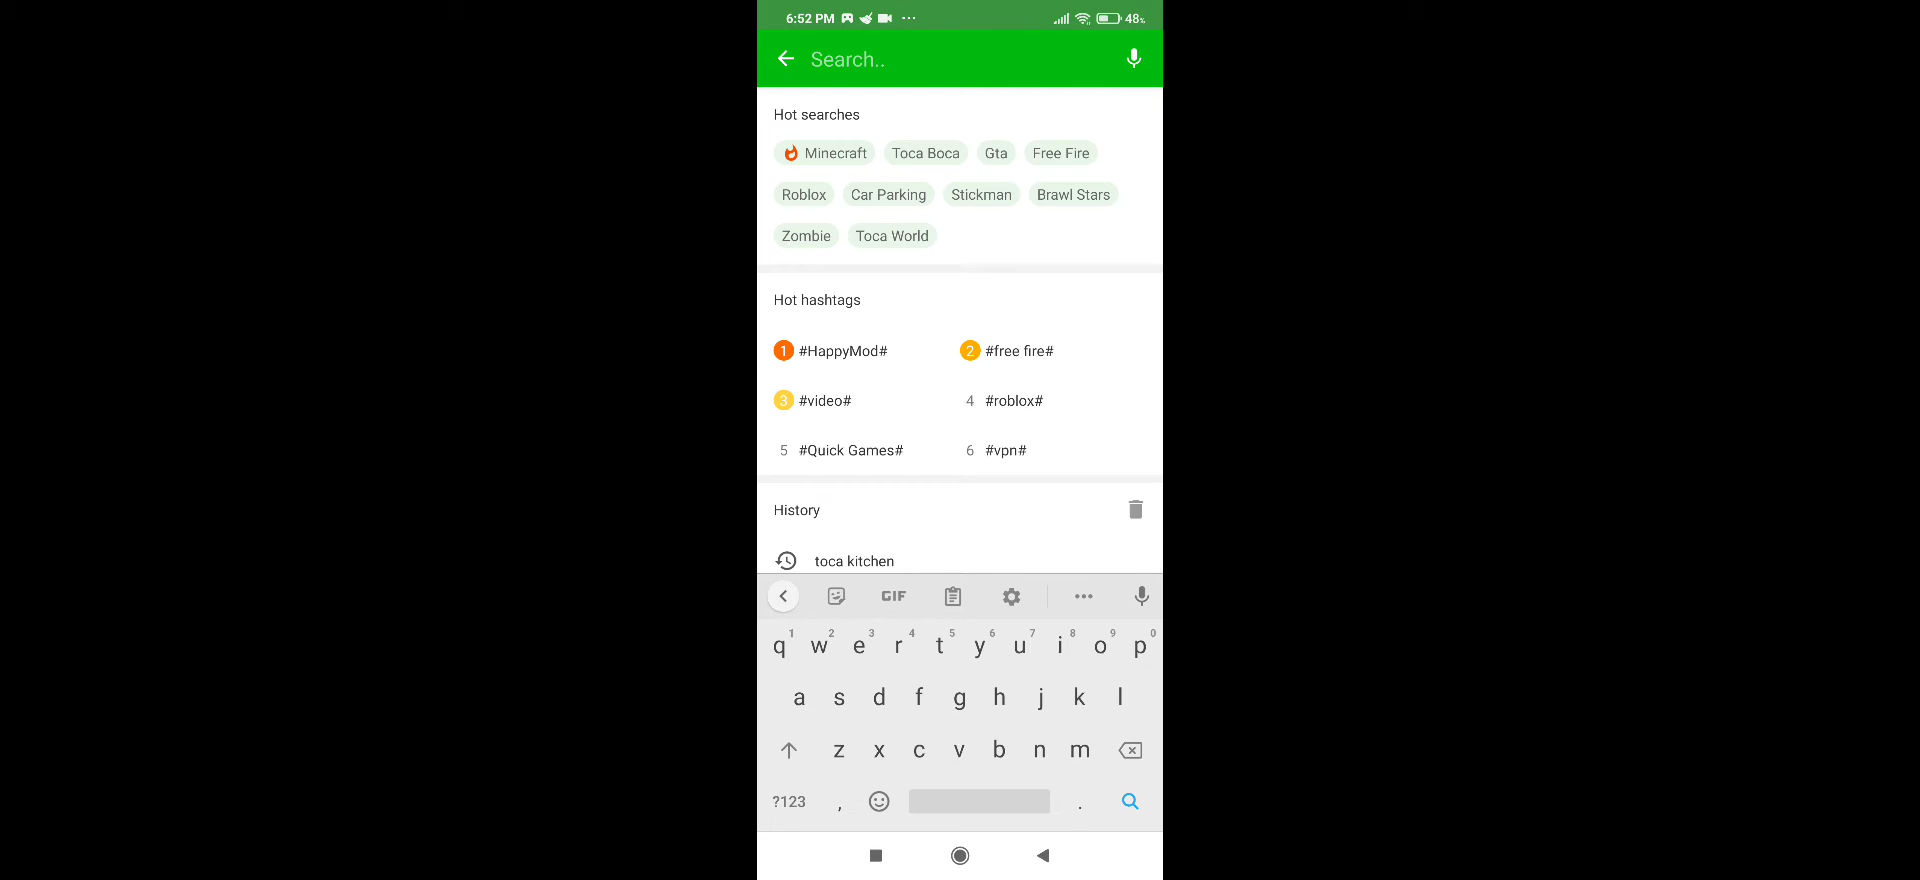 6:52 PM ... 48%
Search..
Hot searches
Minecraft Toca Boca Gta Free Fire
Roblox Car Parking Stickman Brawl Stars
Zombie Toca World
Hot hashtags
1 #HappyMod# 2 #free fire#
3 #video# 4 #roblox#
5 #Quick Games# 6 #vpn#
History
toca kitchen
GIF
1 2 3 4 5 6 7 8 9 0
q w e r t y u i o p
a s d f g h j k l
z x c v b n m
?123 , .